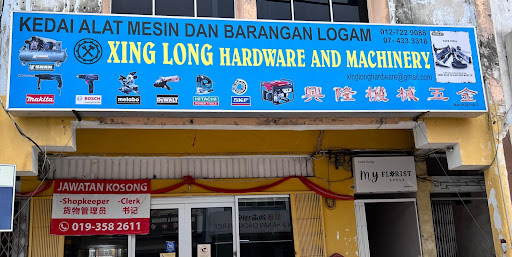 KEDAI ALAT MESIN DAN BARANGAN LOGAM
012-722 9088
07- 433 3318
XING LONG HARDWARE AND MACHINERY
xinglonghardware@gmail.com
SWAN
makita
BOSCH
metabo
DEWALT
HITACHI
SKF
興隆機械五金
my FLORIST
JAWATAN KOSONG
-Shopkeeper -Clerk
货物管理员 书记
019-358 2611